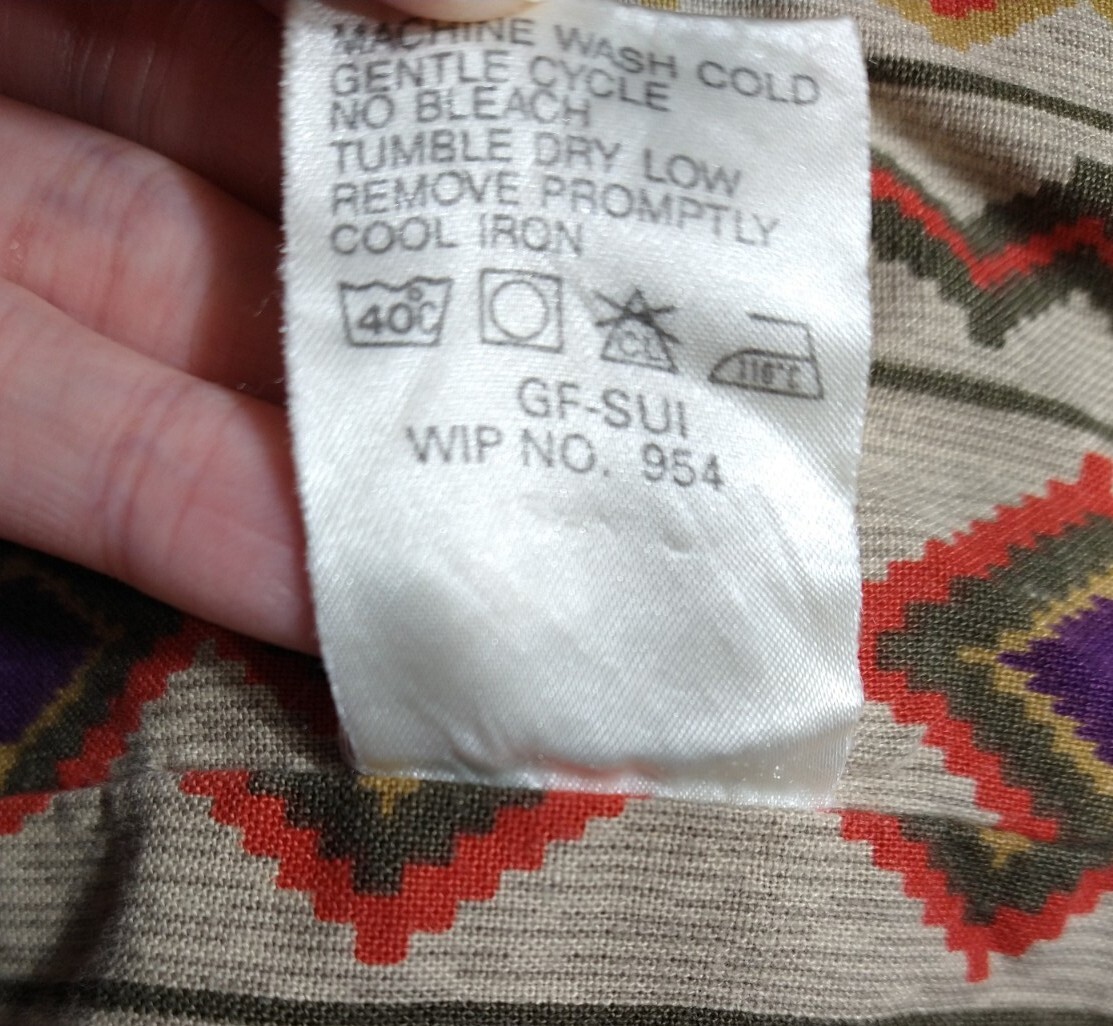 MACHINE WASH COLD
GENTLE CYCLE
NO BLEACH
TUMBLE DRY LOW
REMOVE PROMPTLY
COOL IRON
40°C CL 110°C
GF-SUI
WIP NO. 954